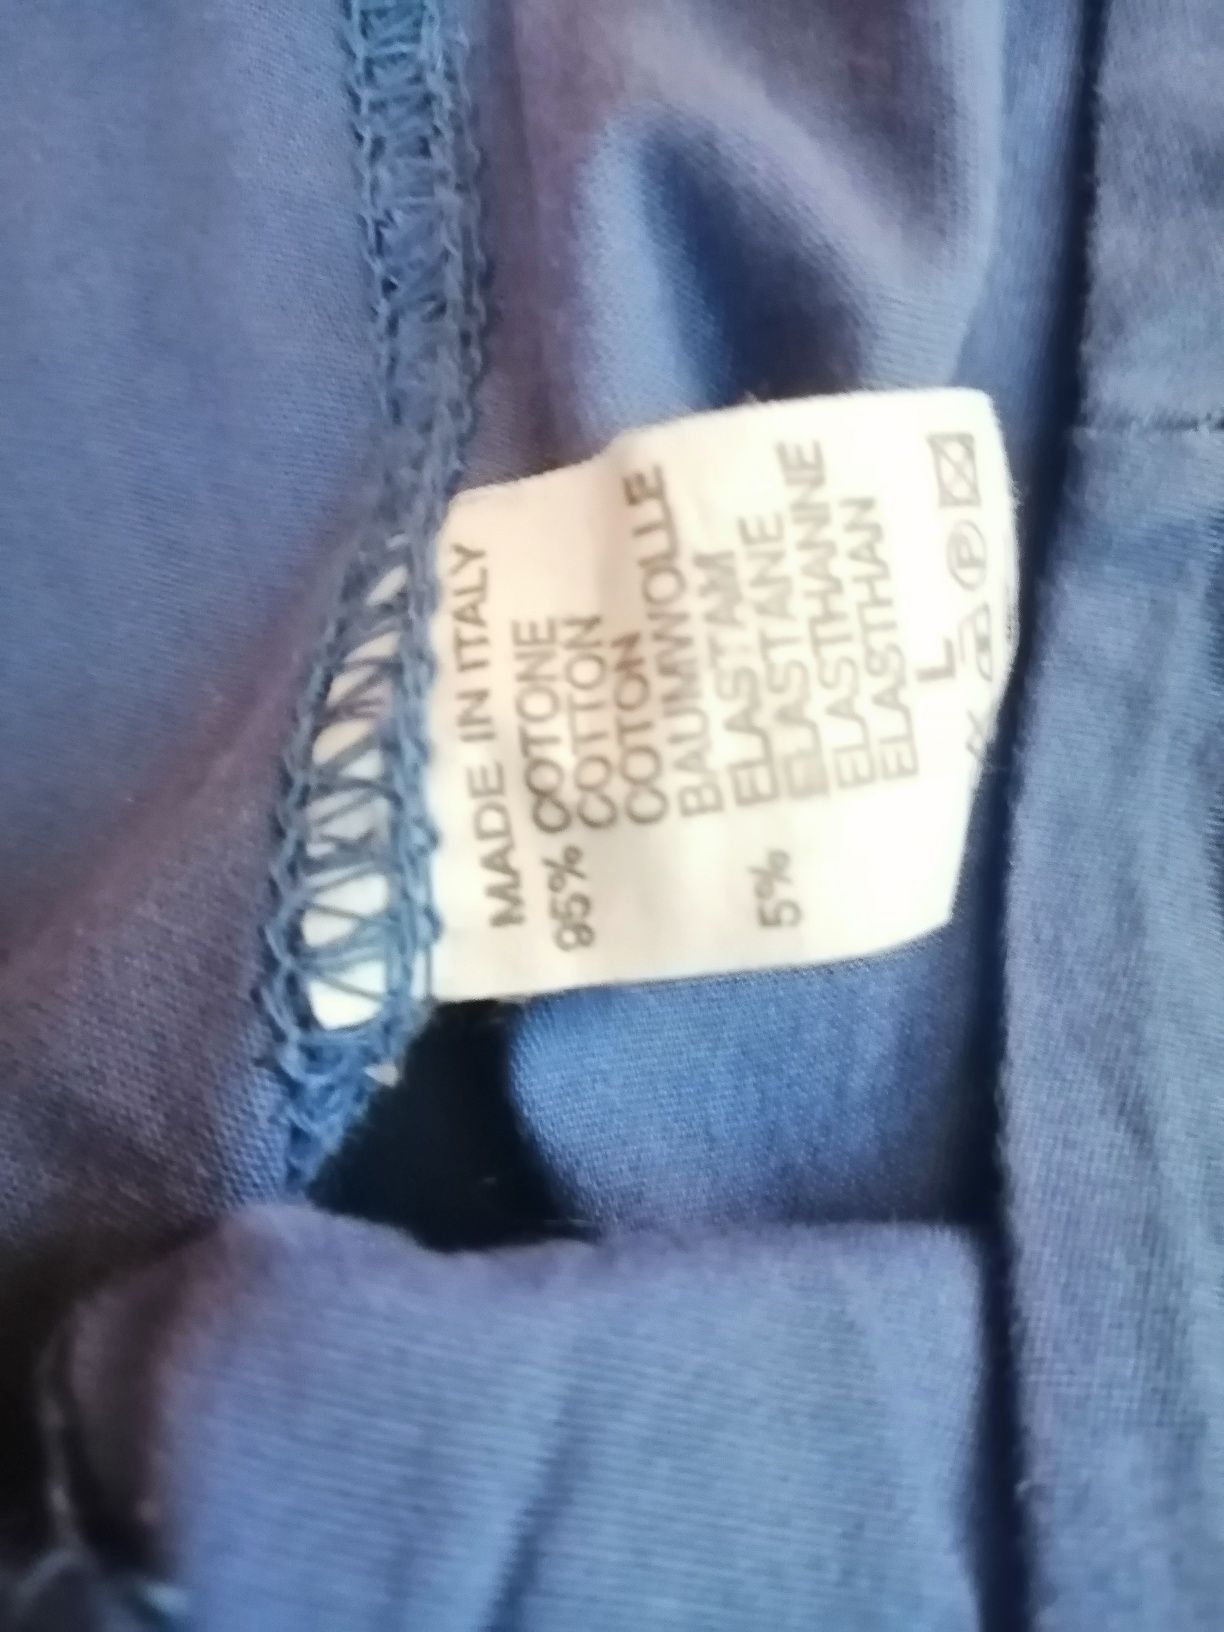 MADE IN ITALY
95% COTONE
COTTON
COTON
BAUMWOLLE
ELASTAM
5% ELASTANE
ELASTHANNE
ELASTHAN
ELASTHAN
L
P